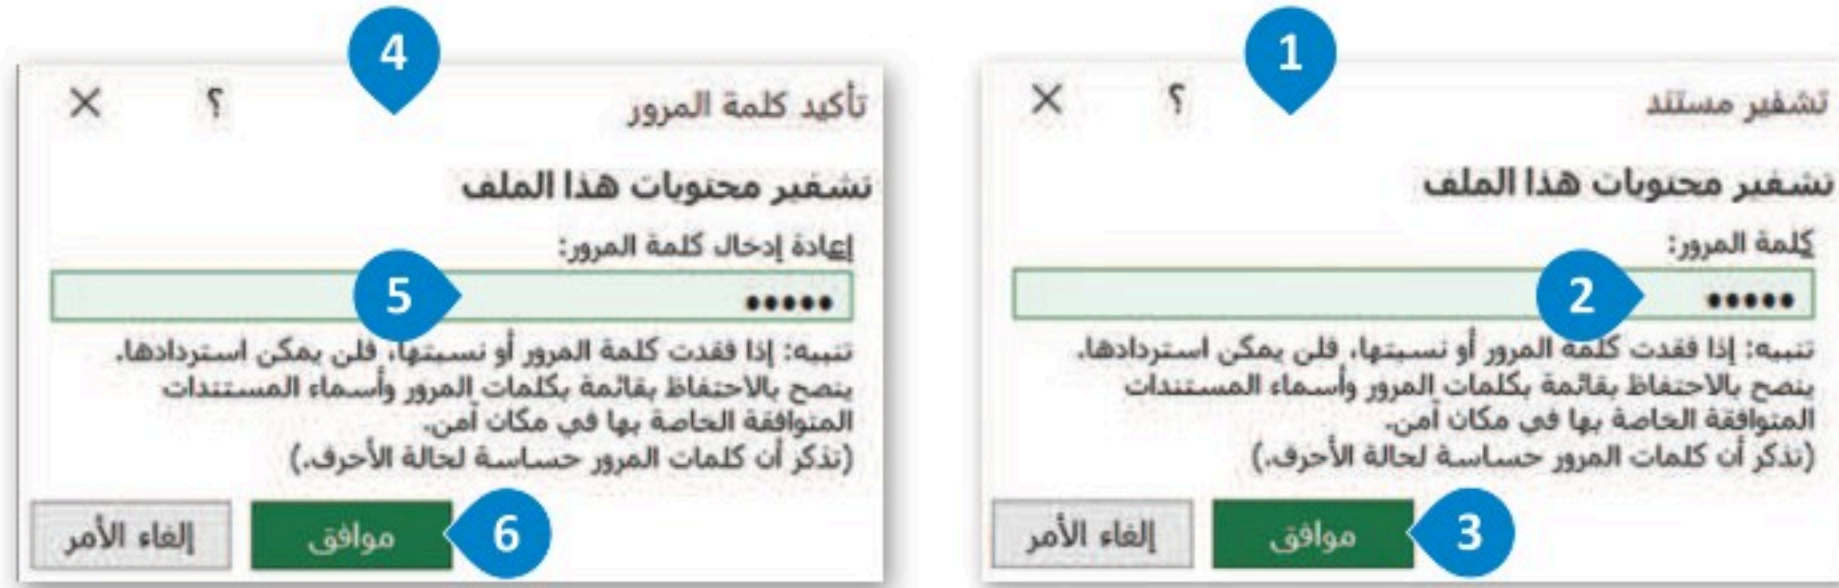 1
تشفير مستند
؟
تشفير محتويات هذا الملف
كلمة المرور:
2
•••••
تنبيه: إذا فقدت كلمة المرور أو نسيتها، فلن يمكن استردادها.
ينصح بالاحتفاظ بقائمة بكلمات المرور وأسماء المستندات
المتوافقة الخاصة بها في مكان آمن.
(تذكر أن كلمات المرور حساسة لحالة الأحرف.)
3
موافق
إلغاء الأمر
4
تأكيد كلمة المرور
؟
تشفير محتويات هذا الملف
إعادة إدخال كلمة المرور:
5
•••••
تنبيه: إذا فقدت كلمة المرور أو نسيتها، فلن يمكن استردادها.
ينصح بالاحتفاظ بقائمة بكلمات المرور وأسماء المستندات
المتوافقة الخاصة بها في مكان آمن.
(تذكر أن كلمات المرور حساسة لحالة الأحرف.)
6
موافق
إلغاء الأمر